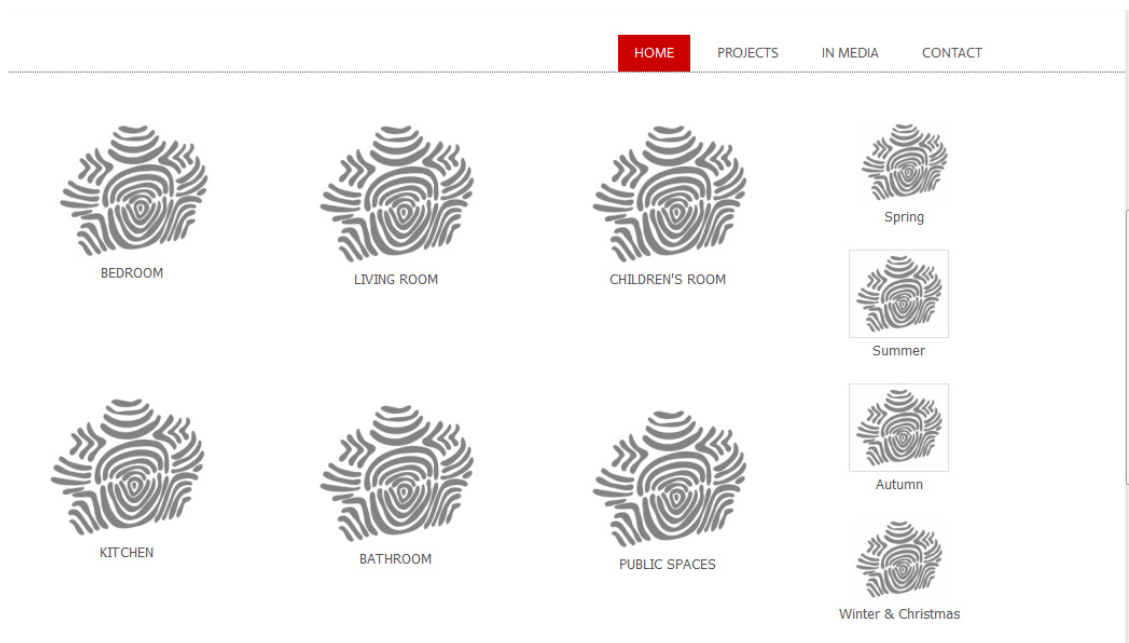 HOME PROJECTS IN MEDIA CONTACT
BEDROOM
LIVING ROOM
CHILDREN'S ROOM
Spring
Summer
Autumn
KITCHEN
BATHROOM
PUBLIC SPACES
Winter & Christmas